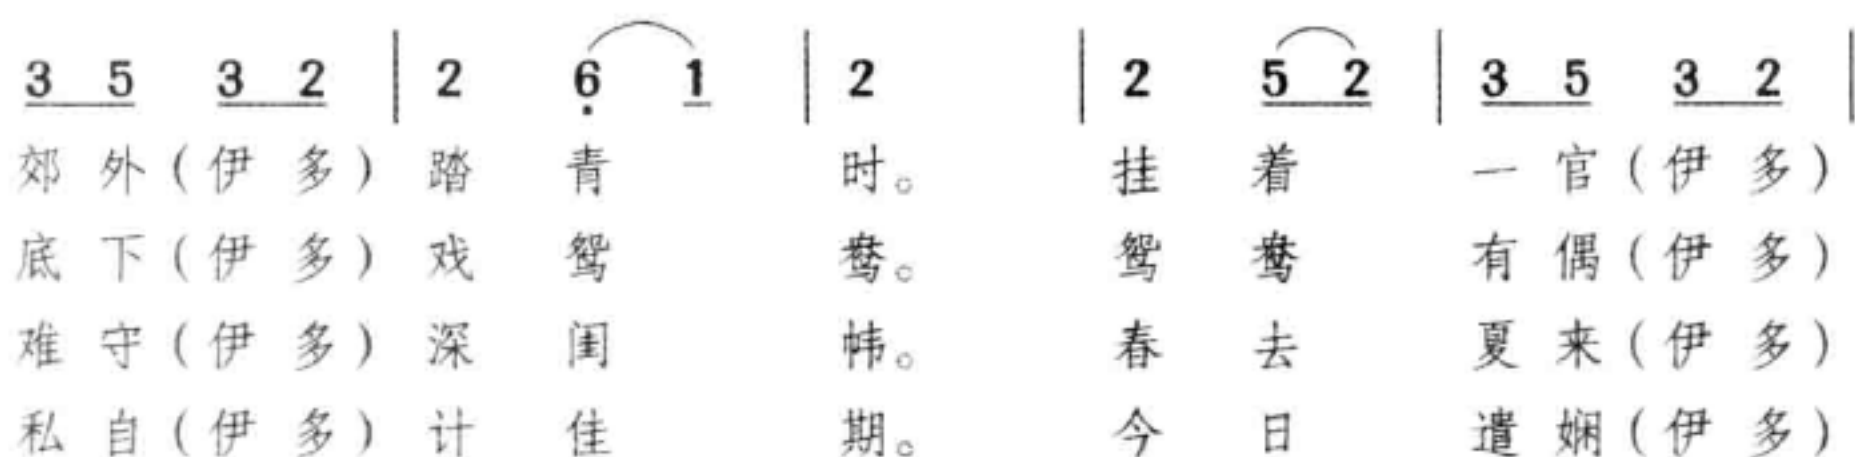 3 5 3 2 | 2 6̣ 1 | 2 | 2 5 2 | 3 5 3 2 |
郊 外（伊 多）踏 青 时。 挂 着 一 官（伊 多）
底 下（伊 多）戏 鸳 鸯。 鸳 鸯 有 偶（伊 多）
难 守（伊 多）深 闺 帏。 春 去 夏 来（伊 多）
私 自（伊 多）计 佳 期。 今 日 遣 娴（伊 多）